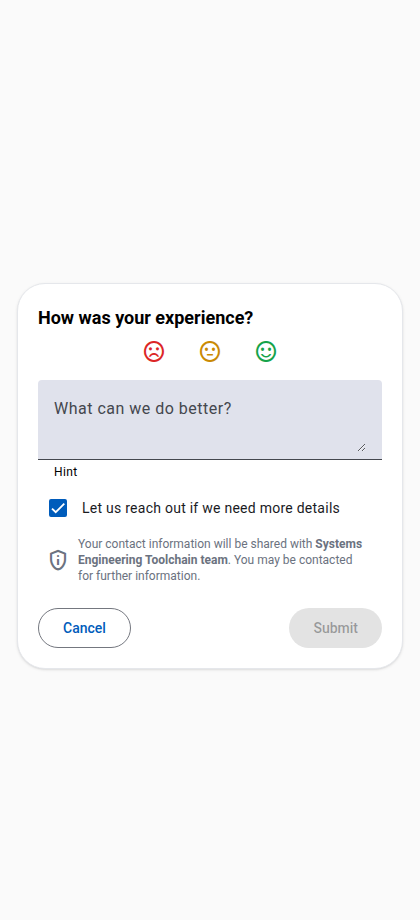 How was your experience?
What can we do better?
Hint
Let us reach out if we need more details
Your contact information will be shared with Systems
Engineering Toolchain team. You may be contacted
for further information.
Cancel
Submit